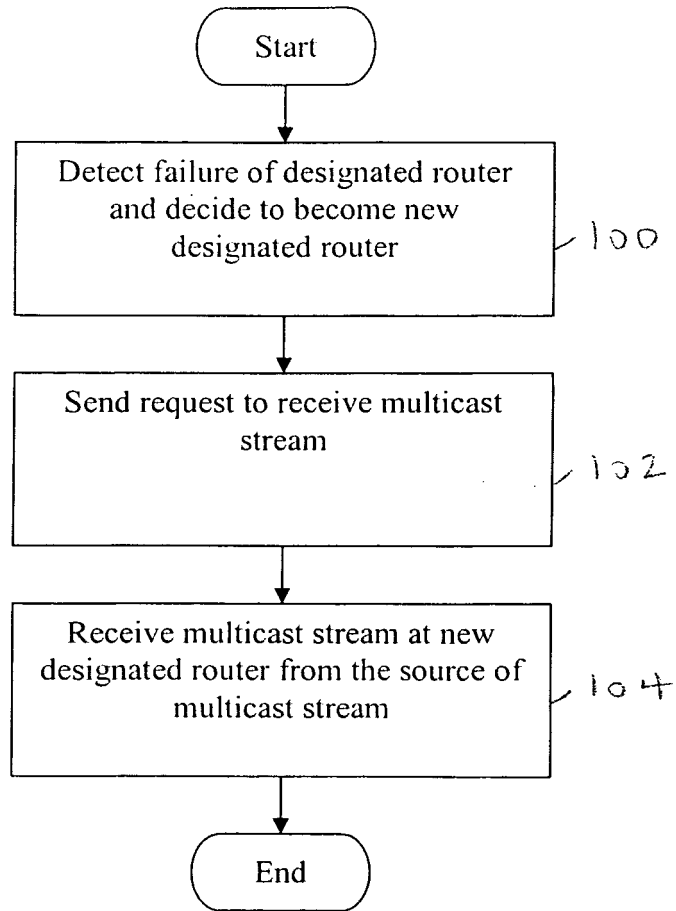 Start
Detect failure of designated router
and decide to become new
designated router
100
Send request to receive multicast
stream
102
Receive multicast stream at new
designated router from the source of
multicast stream
104
End